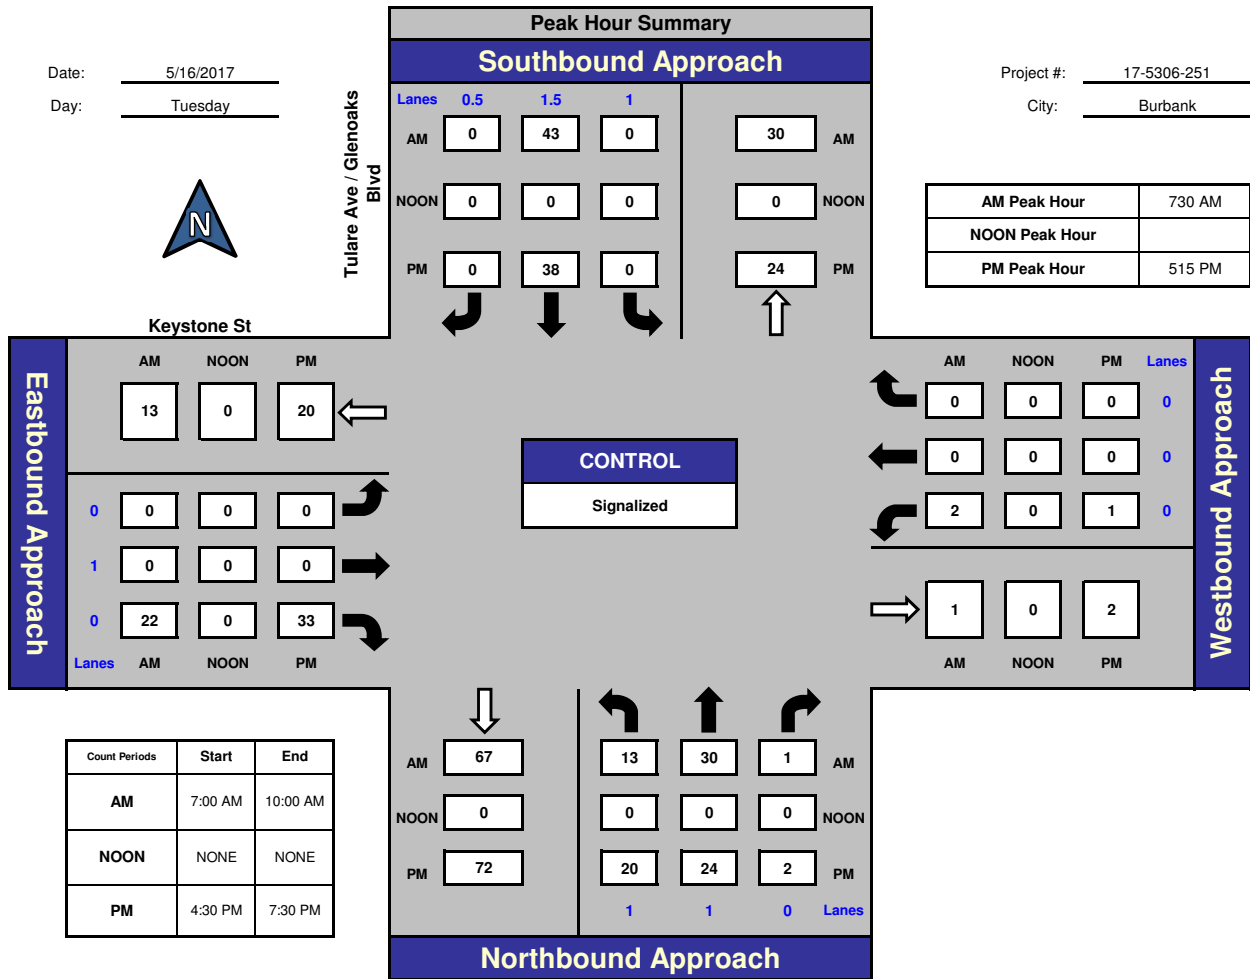 Peak Hour Summary
Southbound Approach
Date: 5/16/2017
Day: Tuesday
Project #: 17-5306-251
City: Burbank
Tulare Ave / Glenoaks
Blvd
Lanes 0.5 1.5 1
AM 0 43 0 30 AM
NOON 0 0 0 0 NOON
PM 0 38 0 24 PM
N
AM Peak Hour 730 AM
NOON Peak Hour
PM Peak Hour 515 PM
Keystone St
Eastbound Approach
AM NOON PM
13 0 20
0 0 0 0
1 0 0 0
0 22 0 33
Lanes AM NOON PM
CONTROL
Signalized
AM NOON PM Lanes
0 0 0 0
0 0 0 0
2 0 1 0
1 0 2
AM NOON PM
Westbound Approach
Count Periods Start End
AM 7:00 AM 10:00 AM
NOON NONE NONE
PM 4:30 PM 7:30 PM
AM 67 13 30 1 AM
NOON 0 0 0 0 NOON
PM 72 20 24 2 PM
1 1 0 Lanes
Northbound Approach